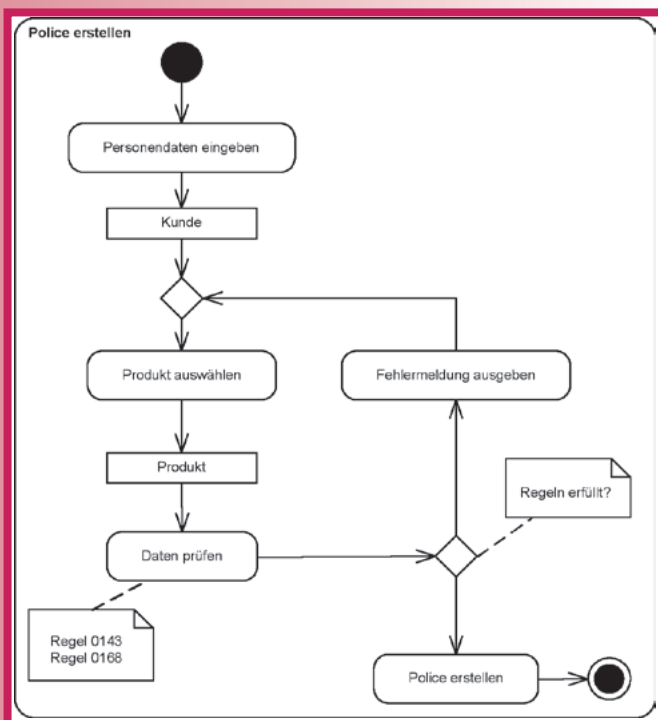 Police erstellen
Personendaten eingeben
Kunde
Produkt auswählen
Fehlermeldung ausgeben
Produkt
Regeln erfüllt?
Daten prüfen
Regel 0143
Regel 0168
Police erstellen